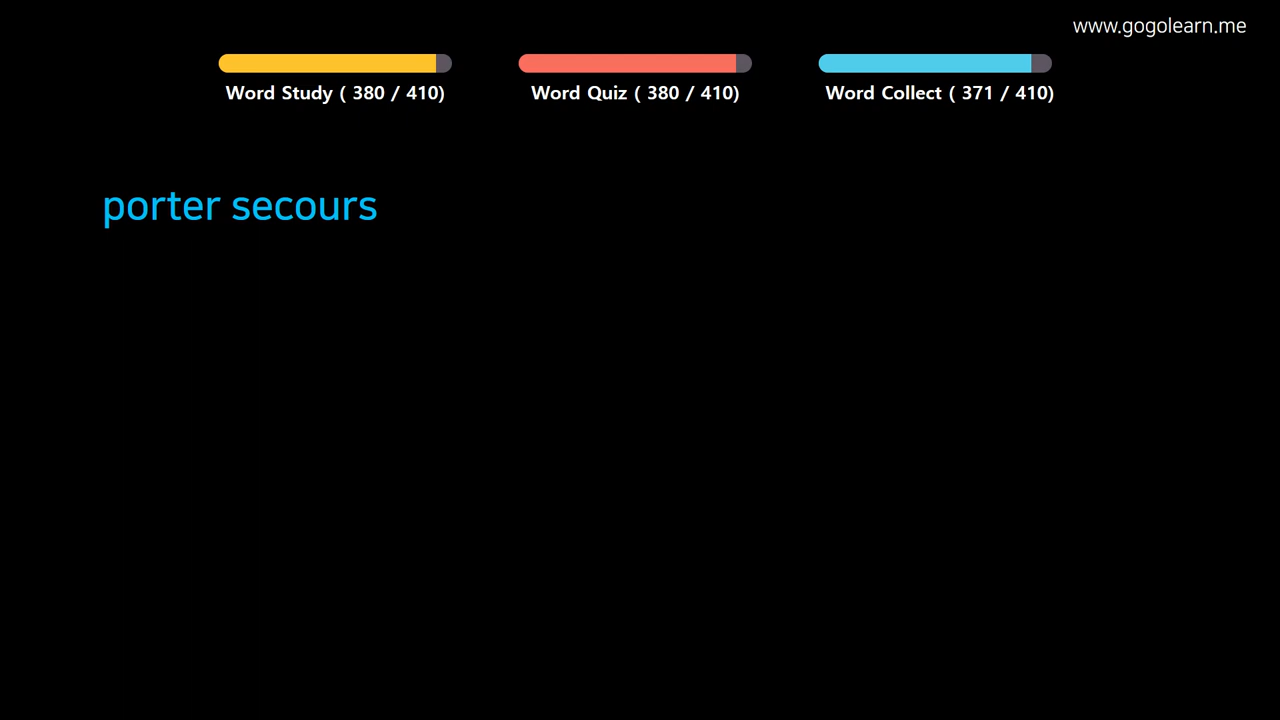 www.gogolearn.me
Word Study ( 380 / 410)
Word Quiz ( 380 / 410)
Word Collect ( 371 / 410)
porter secours